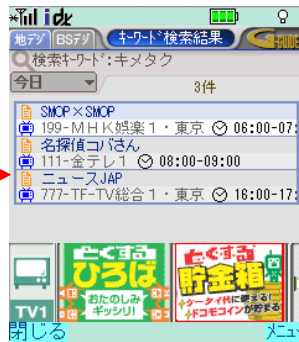 idx
地デジ BSデジ キーワード検索結果 G-GUIDE
検索キーワード:キメタク
今日 3件
SMOP×SMOP
199-MHK娯楽1・東京 06:00-07:
名探偵コバさん
111-金テレ1 08:00-09:00
ニュースJAP
777-TF-TV総合1・東京 16:00-17:
とくする
ひろば
おたのしみ
ギッシリ!
とくする
貯金箱
ケータイ代に使える!
ドコモコインが貯まる
TV1
閉じる メニュ